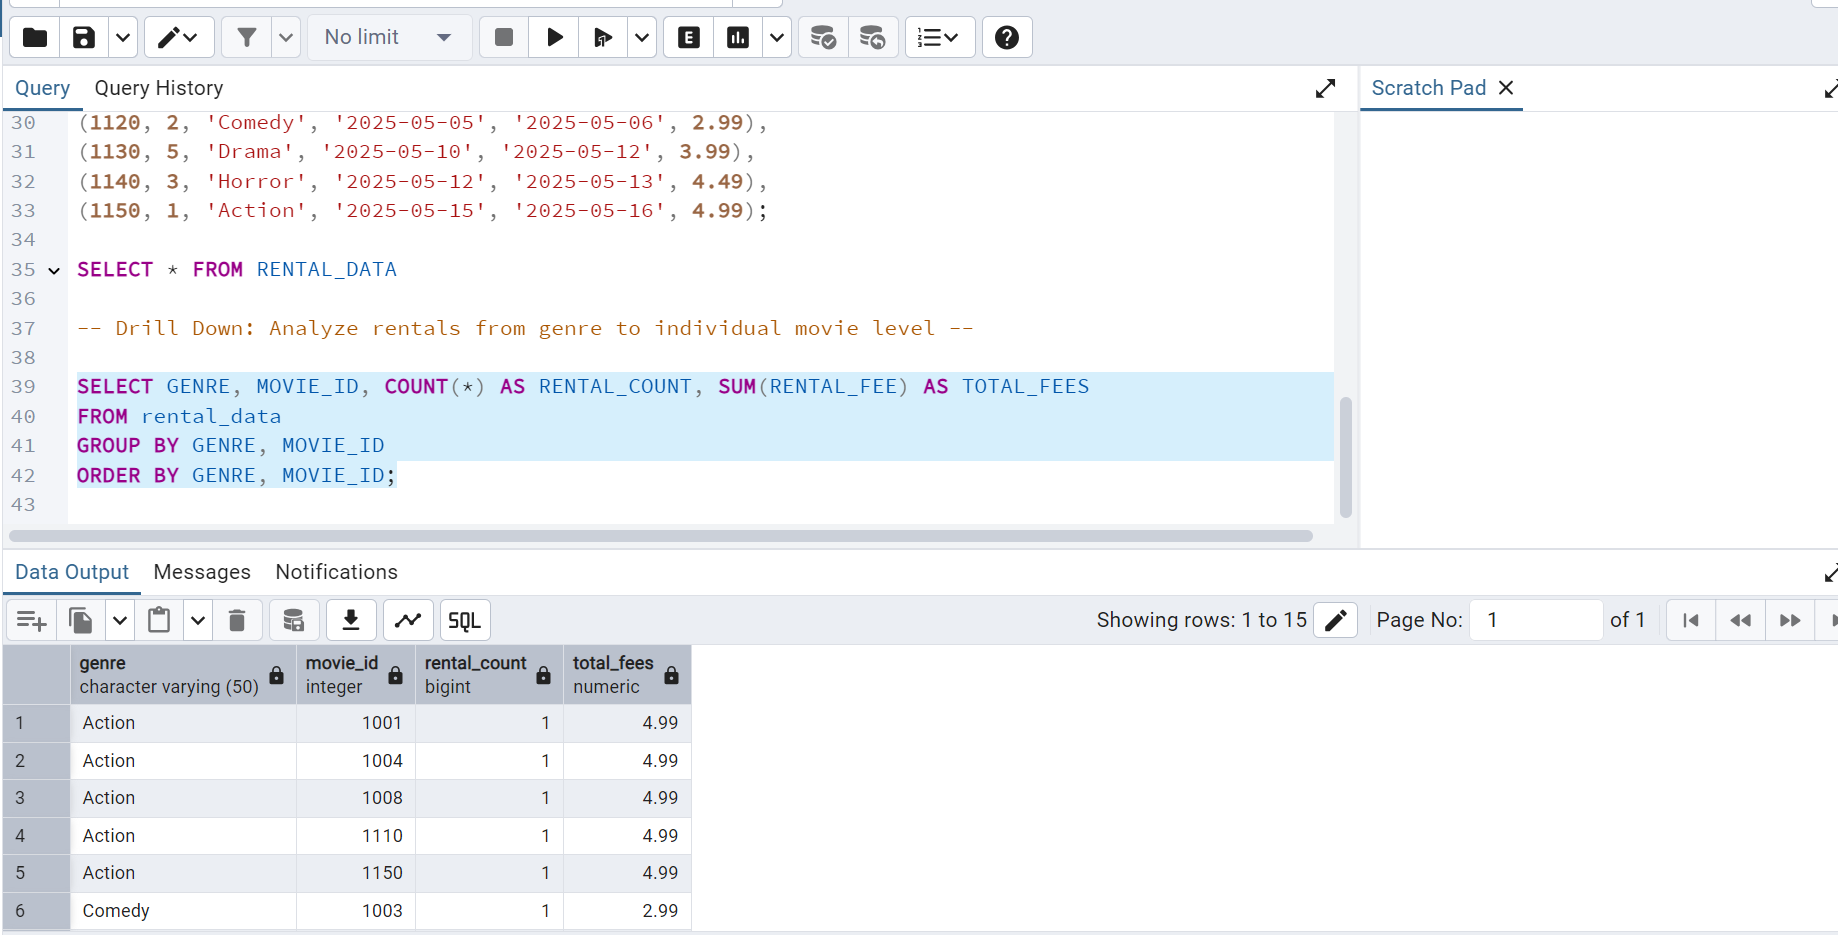 No limit
E
Query
Query History
Scratch Pad
30 (1120, 2, 'Comedy', '2025-05-05', '2025-05-06', 2.99),
31 (1130, 5, 'Drama', '2025-05-10', '2025-05-12', 3.99),
32 (1140, 3, 'Horror', '2025-05-12', '2025-05-13', 4.49),
33 (1150, 1, 'Action', '2025-05-15', '2025-05-16', 4.99);
34
35 SELECT * FROM RENTAL_DATA
36
37 -- Drill Down: Analyze rentals from genre to individual movie level --
38
39 SELECT GENRE, MOVIE_ID, COUNT(*) AS RENTAL_COUNT, SUM(RENTAL_FEE) AS TOTAL_FEES
40 FROM rental_data
41 GROUP BY GENRE, MOVIE_ID
42 ORDER BY GENRE, MOVIE_ID;
43
Data Output Messages Notifications
SQL Showing rows: 1 to 15 Page No: 1 of 1
genre movie_id rental_count total_fees
character varying (50) integer bigint numeric
1 Action 1001 1 4.99
2 Action 1004 1 4.99
3 Action 1008 1 4.99
4 Action 1110 1 4.99
5 Action 1150 1 4.99
6 Comedy 1003 1 2.99